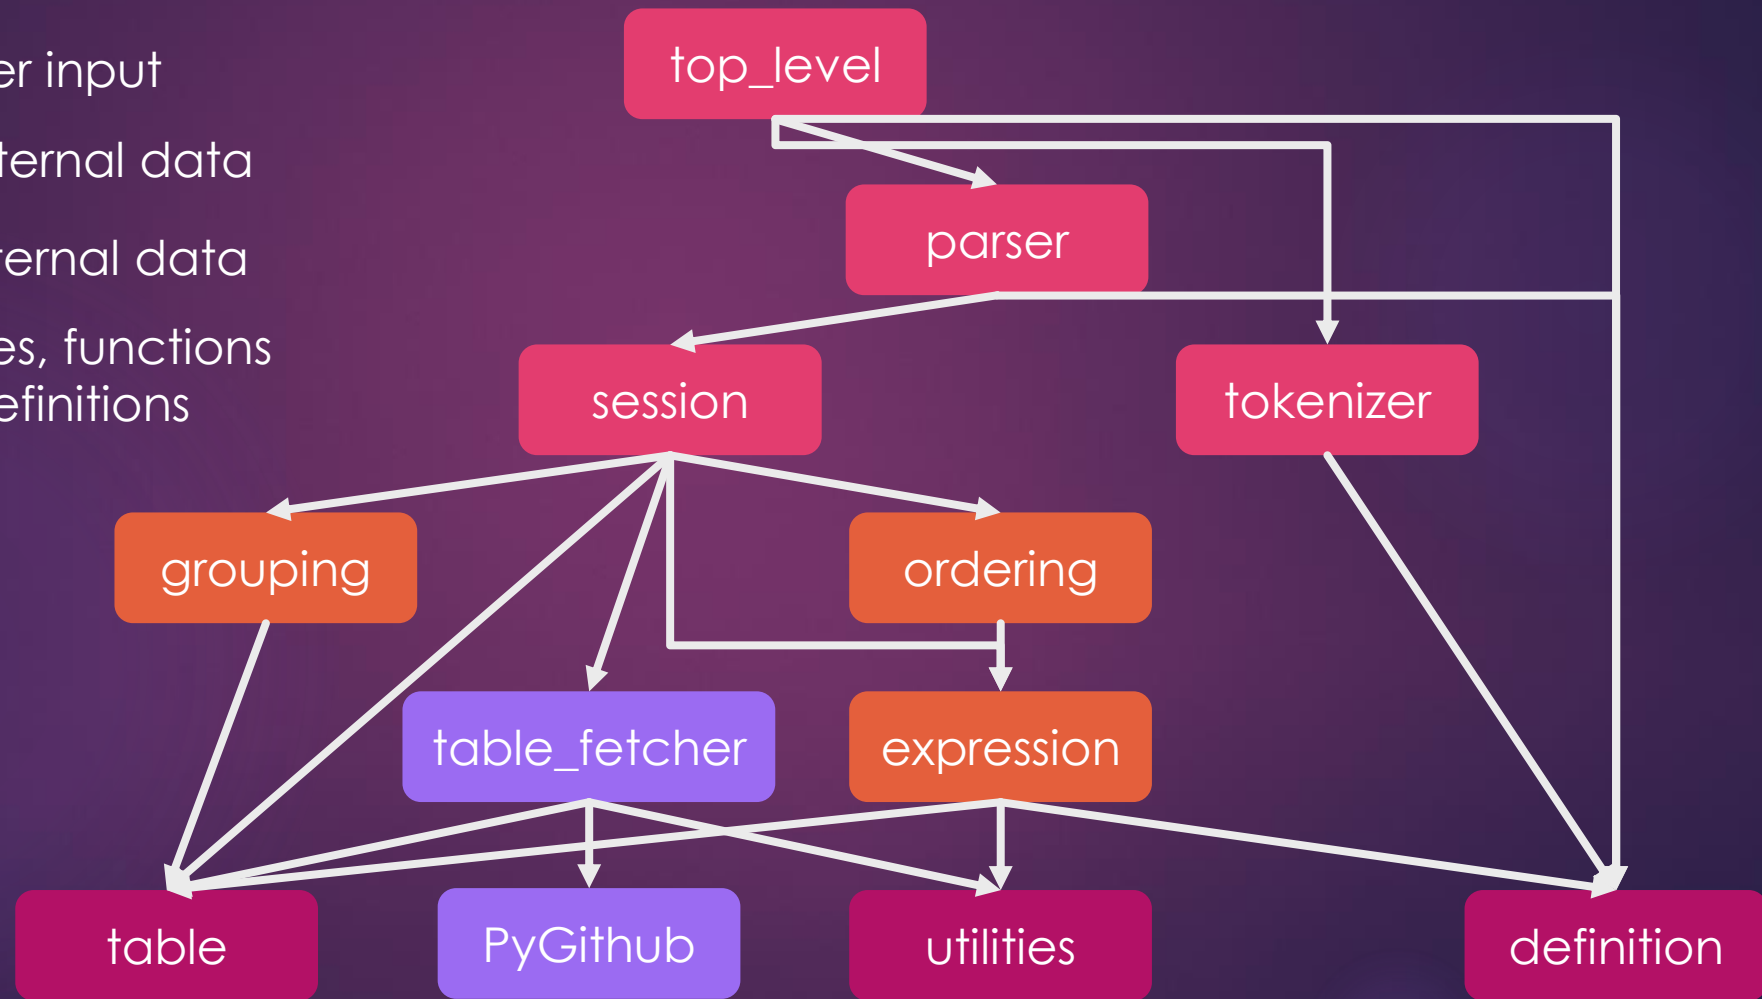 top_level
er input
ternal data
parser
ternal data
es, functions
session
tokenizer
efinitions
grouping
ordering
table_fetcher
expression
table
PyGithub
utilities
definition